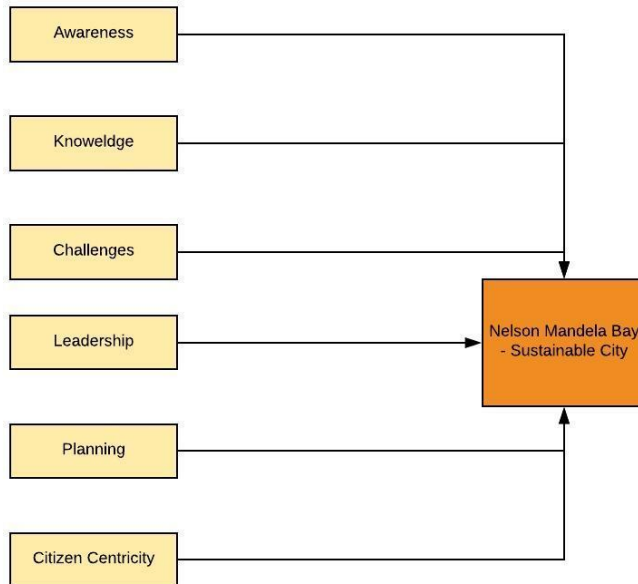 Awareness
Knoweldge
Challenges
Leadership
Nelson Mandela Bay
- Sustainable City
Planning
Citizen Centricity